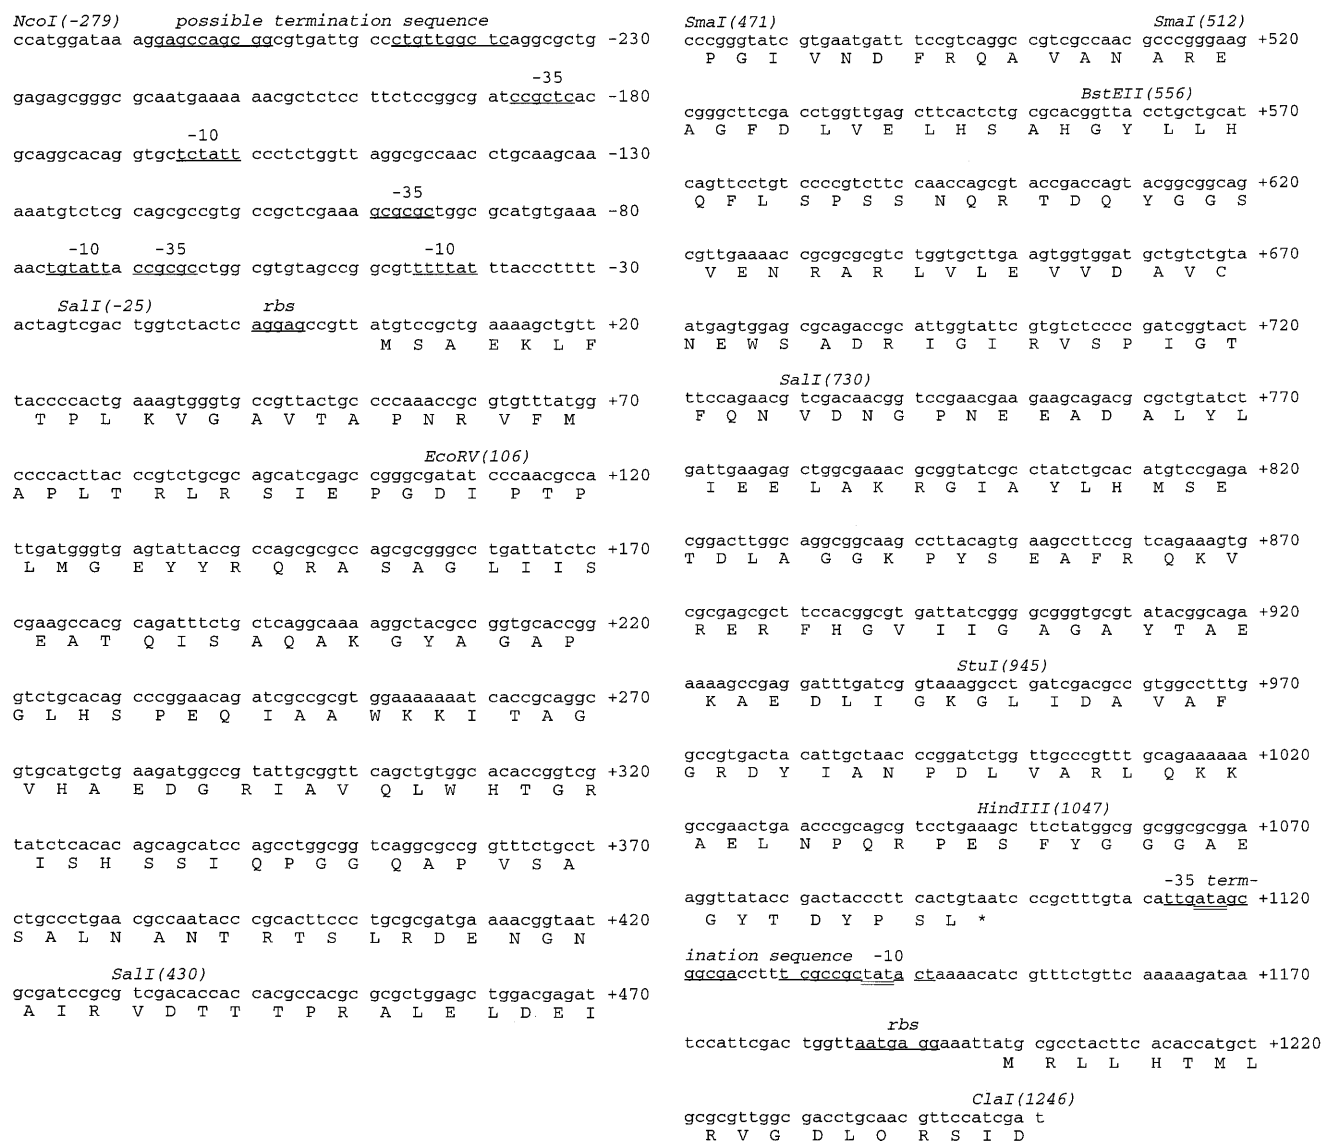 NcoI(-279) possible termination sequence
ccatggataa aggagccagc ggcgtgattg ccctgttggc tcaggcgctg -230
-35
gagagcgggc gcaatgaaaa aacgctctcc ttctccggcg atccgctcac -180
-10
gcaggcacag gtgctctatt ccctctggtt aggcgccaac ctgcaagcaa -130
-35
aaatgtctcg cagcgccgtg ccgctcgaaa gcgcgctggc gcatgtgaaa -80
-10 -35 -10
aactgtatta ccgcgcctgg cgtgtagccg gcgtttttat ttaccctttt -30
SalI(-25) rbs
actagtcgac tggtctactc aggagccgtt atgtccgctg aaaagctgtt +20
M S A E K L F
taccccactg aaagtgggtg ccgttactgc cccaaaccgc gtgtttatgg +70
T P L K V G A V T A P N R V F M
EcoRV(106)
ccccacttac ccgtctgcgc agcatcgagc cgggcgatat cccaacgcca +120
A P L T R L R S I E P G D I P T P
ttgatgggtg agtattaccg ccagcgcgcc agcgcgggcc tgattatctc +170
L M G E Y Y R Q R A S A G L I I S
cgaagccacg cagatttctg ctcaggcaaa aggctacgcc ggtgcaccgg +220
E A T Q I S A Q A K G Y A G A P
gtctgcacag cccggaacag atcgccgcgt ggaaaaaaat caccgcaggc +270
G L H S P E Q I A A W K K I T A G
gtgcatgctg aagatggccg tattgcggtt cagctgtggc acaccggtcg +320
V H A E D G R I A V Q L W H T G R
tatctcacac agcagcatcc agcctggcgg tcaggcgccg gtttctgcct +370
I S H S S I Q P G G Q A P V S A
ctgccctgaa cgccaatacc cgcacttccc tgcgcgatga aaacggtaat +420
S A L N A N T R T S L R D E N G N
SalI(430)
gcgatccgcg tcgacaccac cacgccacgc gcgctggagc tggacgagat +470
A I R V D T T T P R A L E L D E I
SmaI(471) SmaI(512)
cccgggtatc gtgaatgatt tccgtcaggc cgtcgccaac gcccgggaag +520
P G I V N D F R Q A V A N A R E
BstEII(556)
cgggcttcga cctggttgag cttcactctg cgcacggtta cctgctgcat +570
A G F D L V E L H S A H G Y L L H
cagttcctgt ccccgtcttc caaccagcgt accgaccagt acggcggcag +620
Q F L S P S S N Q R T D Q Y G G S
cgttgaaaac cgcgcgcgtc tggtgcttga agtggtggat gctgtctgta +670
V E N R A R L V L E V V D A V C
atgagtggag cgcagaccgc attggtattc gtgtctcccc gatcggtact +720
N E W S A D R I G I R V S P I G T
SalI(730)
ttccagaacg tcgacaacgg tccgaacgaa gaagcagacg cgctgtatct +770
F Q N V D N G P N E E A D A L Y L
gattgaagag ctggcgaaac gcggtatcgc ctatctgcac atgtccgaga +820
I E E L A K R G I A Y L H M S E
cggacttggc aggcggcaag ccttacagtg aagccttccg tcagaaagtg +870
T D L A G G K P Y S E A F R Q K V
cgcgagcgct tccacggcgt gattatcggg gcgggtgcgt atacggcaga +920
R E R F H G V I I G A G A Y T A E
StuI(945)
aaaagccgag gatttgatcg gtaaaggcct gatcgacgcc gtggcctttg +970
K A E D L I G K G L I D A V A F
gccgtgacta cattgctaac ccggatctgg ttgcccgttt gcagaaaaaa +1020
G R D Y I A N P D L V A R L Q K K
HindIII(1047)
gccgaactga acccgcagcg tcctgaaagc ttctatggcg gcggcgcgga +1070
A E L N P Q R P E S F Y G G G A E
-35 term-
aggttatacc gactaccctt cactgtaatc ccgctttgta cattgatagc +1120
G Y T D Y P S L *
ination sequence -10
ggcgaccttt tcgccgctat a ctaaaacatc gtttctgttc aaaaagataa +1170
rbs
tccattcgac tggttaatga ggaaattatg cgcctacttc acaccatgct +1220
M R L L H T M L
ClaI(1246)
gcgcgttggc gacctgcaac gttccatcga t
R V G D L Q R S I D